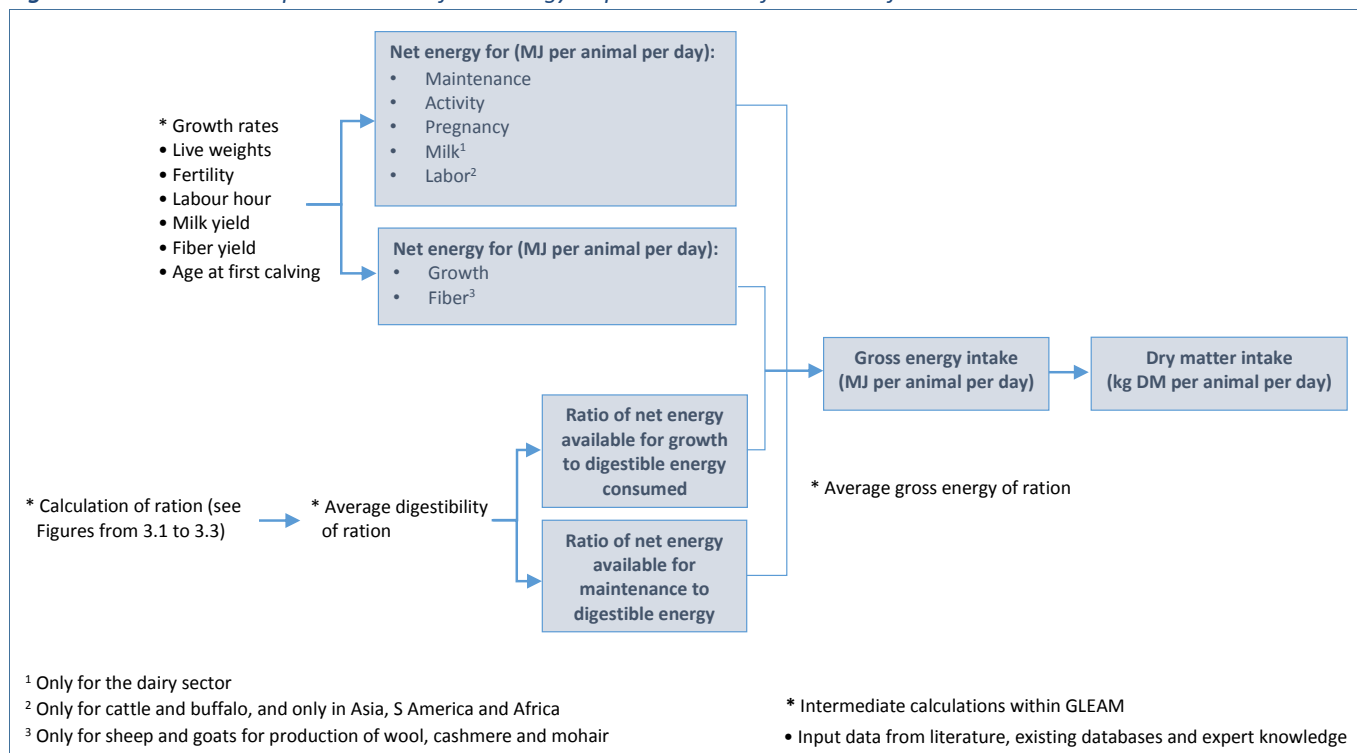 Net energy for (MJ per animal per day):
• Maintenance
• Activity
• Pregnancy
• Milk1
• Labor2
* Growth rates
• Live weights
• Fertility
• Labour hour
• Milk yield
• Fiber yield
• Age at first calving
Net energy for (MJ per animal per day):
• Growth
• Fiber3
Gross energy intake
(MJ per animal per day)
Dry matter intake
(kg DM per animal per day)
Ratio of net energy
available for growth
to digestible energy
consumed
* Calculation of ration (see
Figures from 3.1 to 3.3)
* Average digestibility
of ration
* Average gross energy of ration
Ratio of net energy
available for
maintenance to
digestible energy
1 Only for the dairy sector
2 Only for cattle and buffalo, and only in Asia, S America and Africa
3 Only for sheep and goats for production of wool, cashmere and mohair
* Intermediate calculations within GLEAM
• Input data from literature, existing databases and expert knowledge